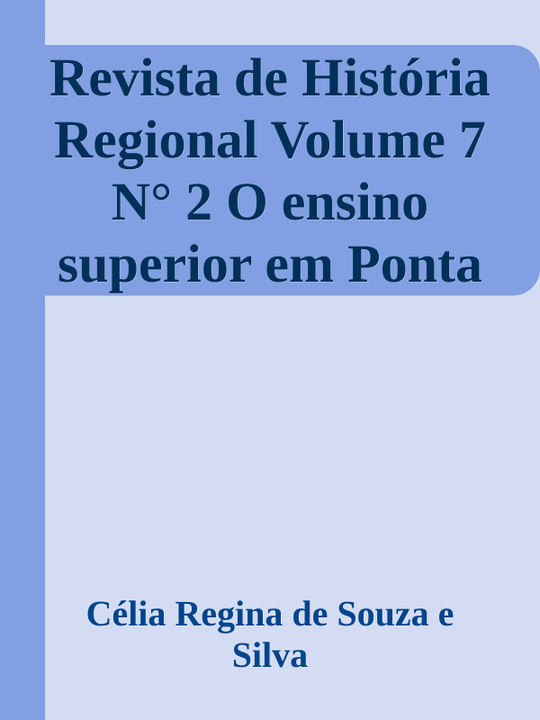 Revista de História
Regional Volume 7
N° 2 O ensino
superior em Ponta
Célia Regina de Souza e
Silva